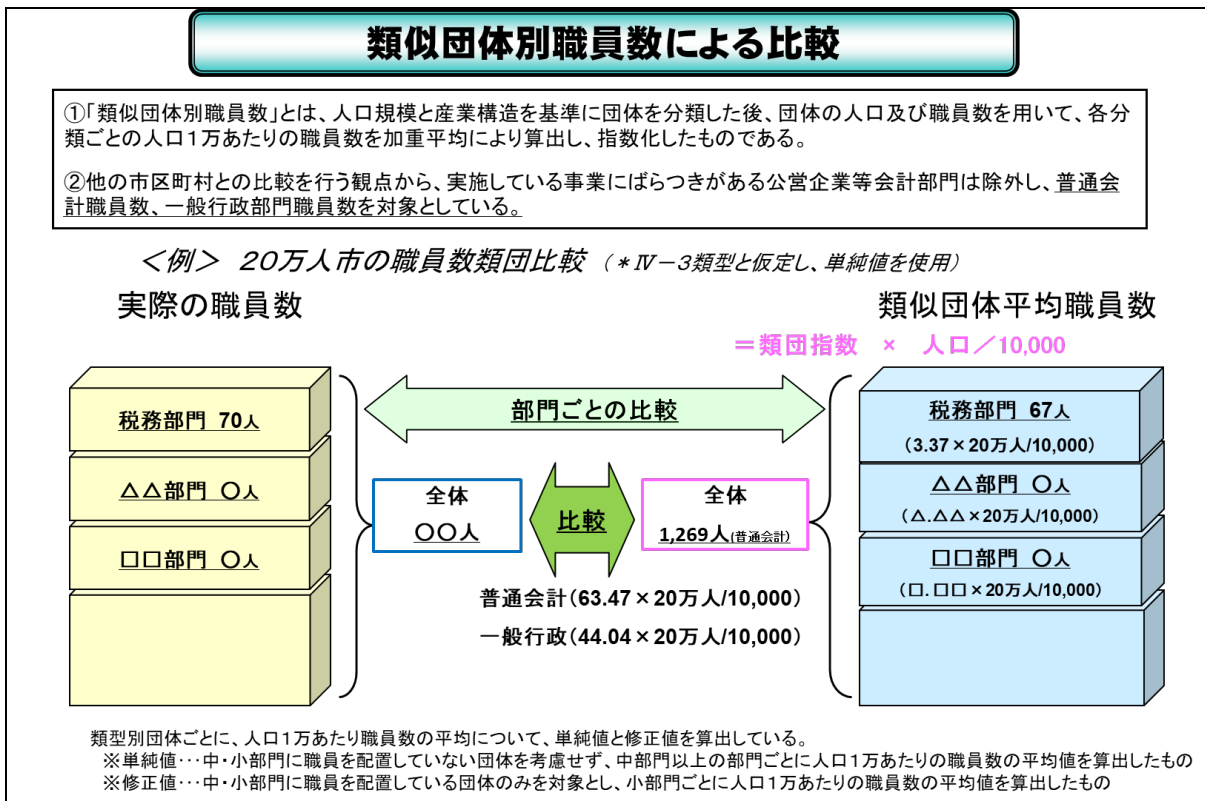 類似団体別職員数による比較
①「類似団体別職員数」とは、人口規模と産業構造を基準に団体を分類した後、団体の人口及び職員数を用いて、各分
類ごとの人口１万あたりの職員数を加重平均により算出し、指数化したものである。
②他の市区町村との比較を行う観点から、実施している事業にばらつきがある公営企業等会計部門は除外し、普通会
計職員数、一般行政部門職員数を対象としている。
＜例＞ ２０万人市の職員数類団比較 （＊Ⅳ－３類型と仮定し、単純値を使用）
実際の職員数
類似団体平均職員数
＝類団指数 × 人口／10,000
税務部門 70人
△△部門 〇人
□□部門 〇人
部門ごとの比較
全体
〇〇人
比較
全体
1,269人(普通会計)
普通会計（63.47×20万人/10,000）
一般行政（44.04×20万人/10,000）
税務部門 67人
（3.37×20万人/10,000）
△△部門 〇人
（△.△△×20万人/10,000）
□□部門 〇人
（□.□□×20万人/10,000）
類型別団体ごとに、人口１万あたり職員数の平均について、単純値と修正値を算出している。
※単純値･･･中・小部門に職員を配置していない団体を考慮せず、中部門以上の部門ごとに人口１万あたりの職員数の平均値を算出したもの
※修正値･･･中・小部門に職員を配置している団体のみを対象とし、小部門ごとに人口１万あたりの職員数の平均値を算出したもの